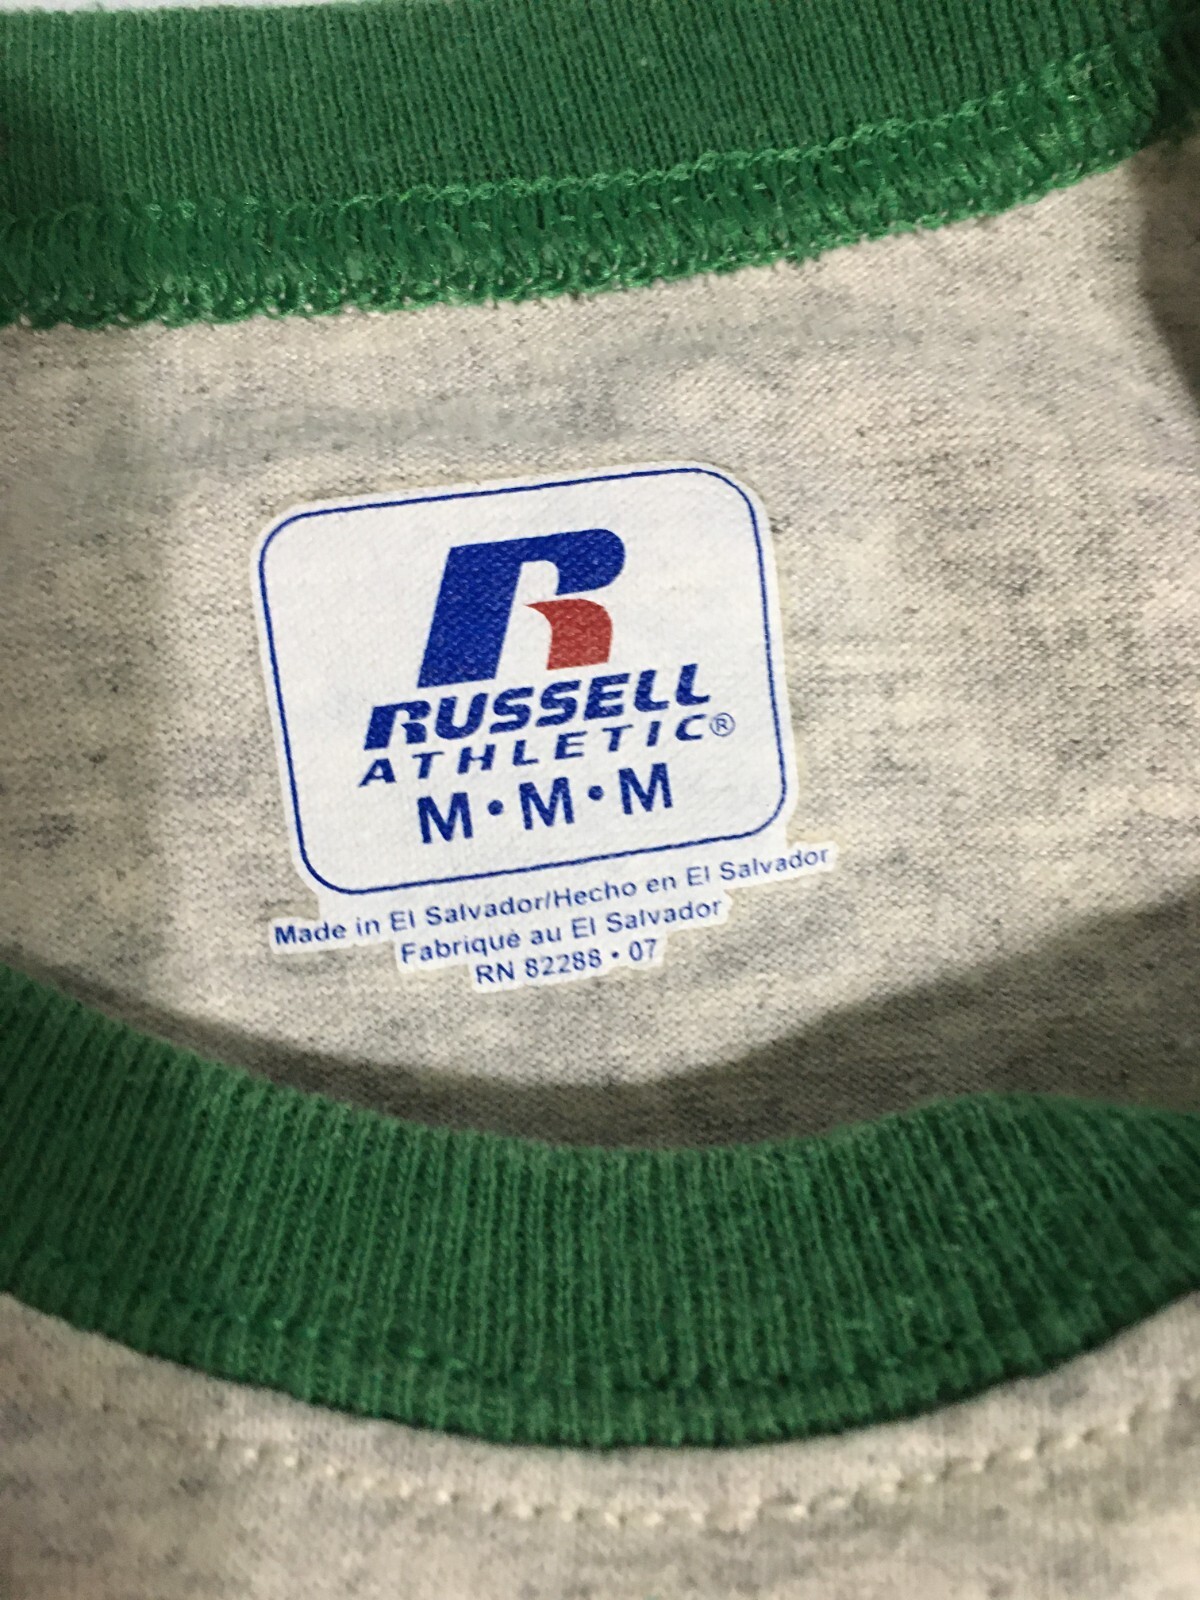 R
RUSSELL
ATHLETIC®
M • M • M
Made in El Salvador/Hecho en El Salvador
Fabriqué au El Salvador
RN 82288 • 07